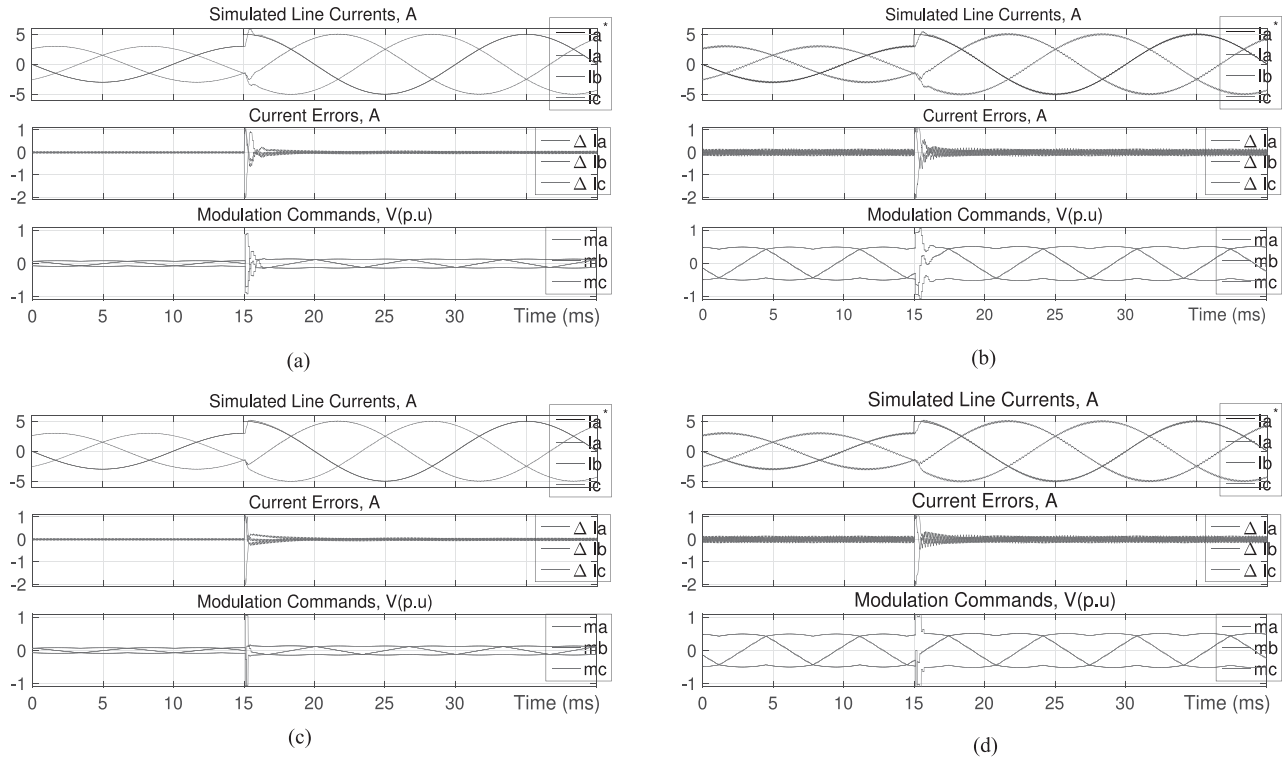 Simulated Line Currents, A
5
0
-5
Ia*
Ia
Ib
ic
Current Errors, A
1
0
-1
-2
Δ Ia
Δ Ib
Δ Ic
Modulation Commands, V(p.u)
1
0
-1
ma
mb
mc
0 5 10 15 20 25 30 Time (ms)
(a)
Simulated Line Currents, A
5
0
-5
Ia*
Ia
Ib
ic
Current Errors, A
1
0
-1
-2
Δ Ia
Δ Ib
Δ Ic
Modulation Commands, V(p.u)
1
0
-1
ma
mb
mc
0 5 10 15 20 25 30 Time (ms)
(b)
Simulated Line Currents, A
5
0
-5
Ia*
Ia
Ib
ic
Current Errors, A
1
0
-1
-2
Δ Ia
Δ Ib
Δ Ic
Modulation Commands, V(p.u)
1
0
-1
ma
mb
mc
0 5 10 15 20 25 30 Time (ms)
(c)
Simulated Line Currents, A
5
0
-5
Ia*
Ia
Ib
ic
Current Errors, A
1
0
-1
-2
Δ Ia
Δ Ib
Δ Ic
Modulation Commands, V(p.u)
1
0
-1
ma
mb
mc
0 5 10 15 20 25 30 Time (ms)
(d)